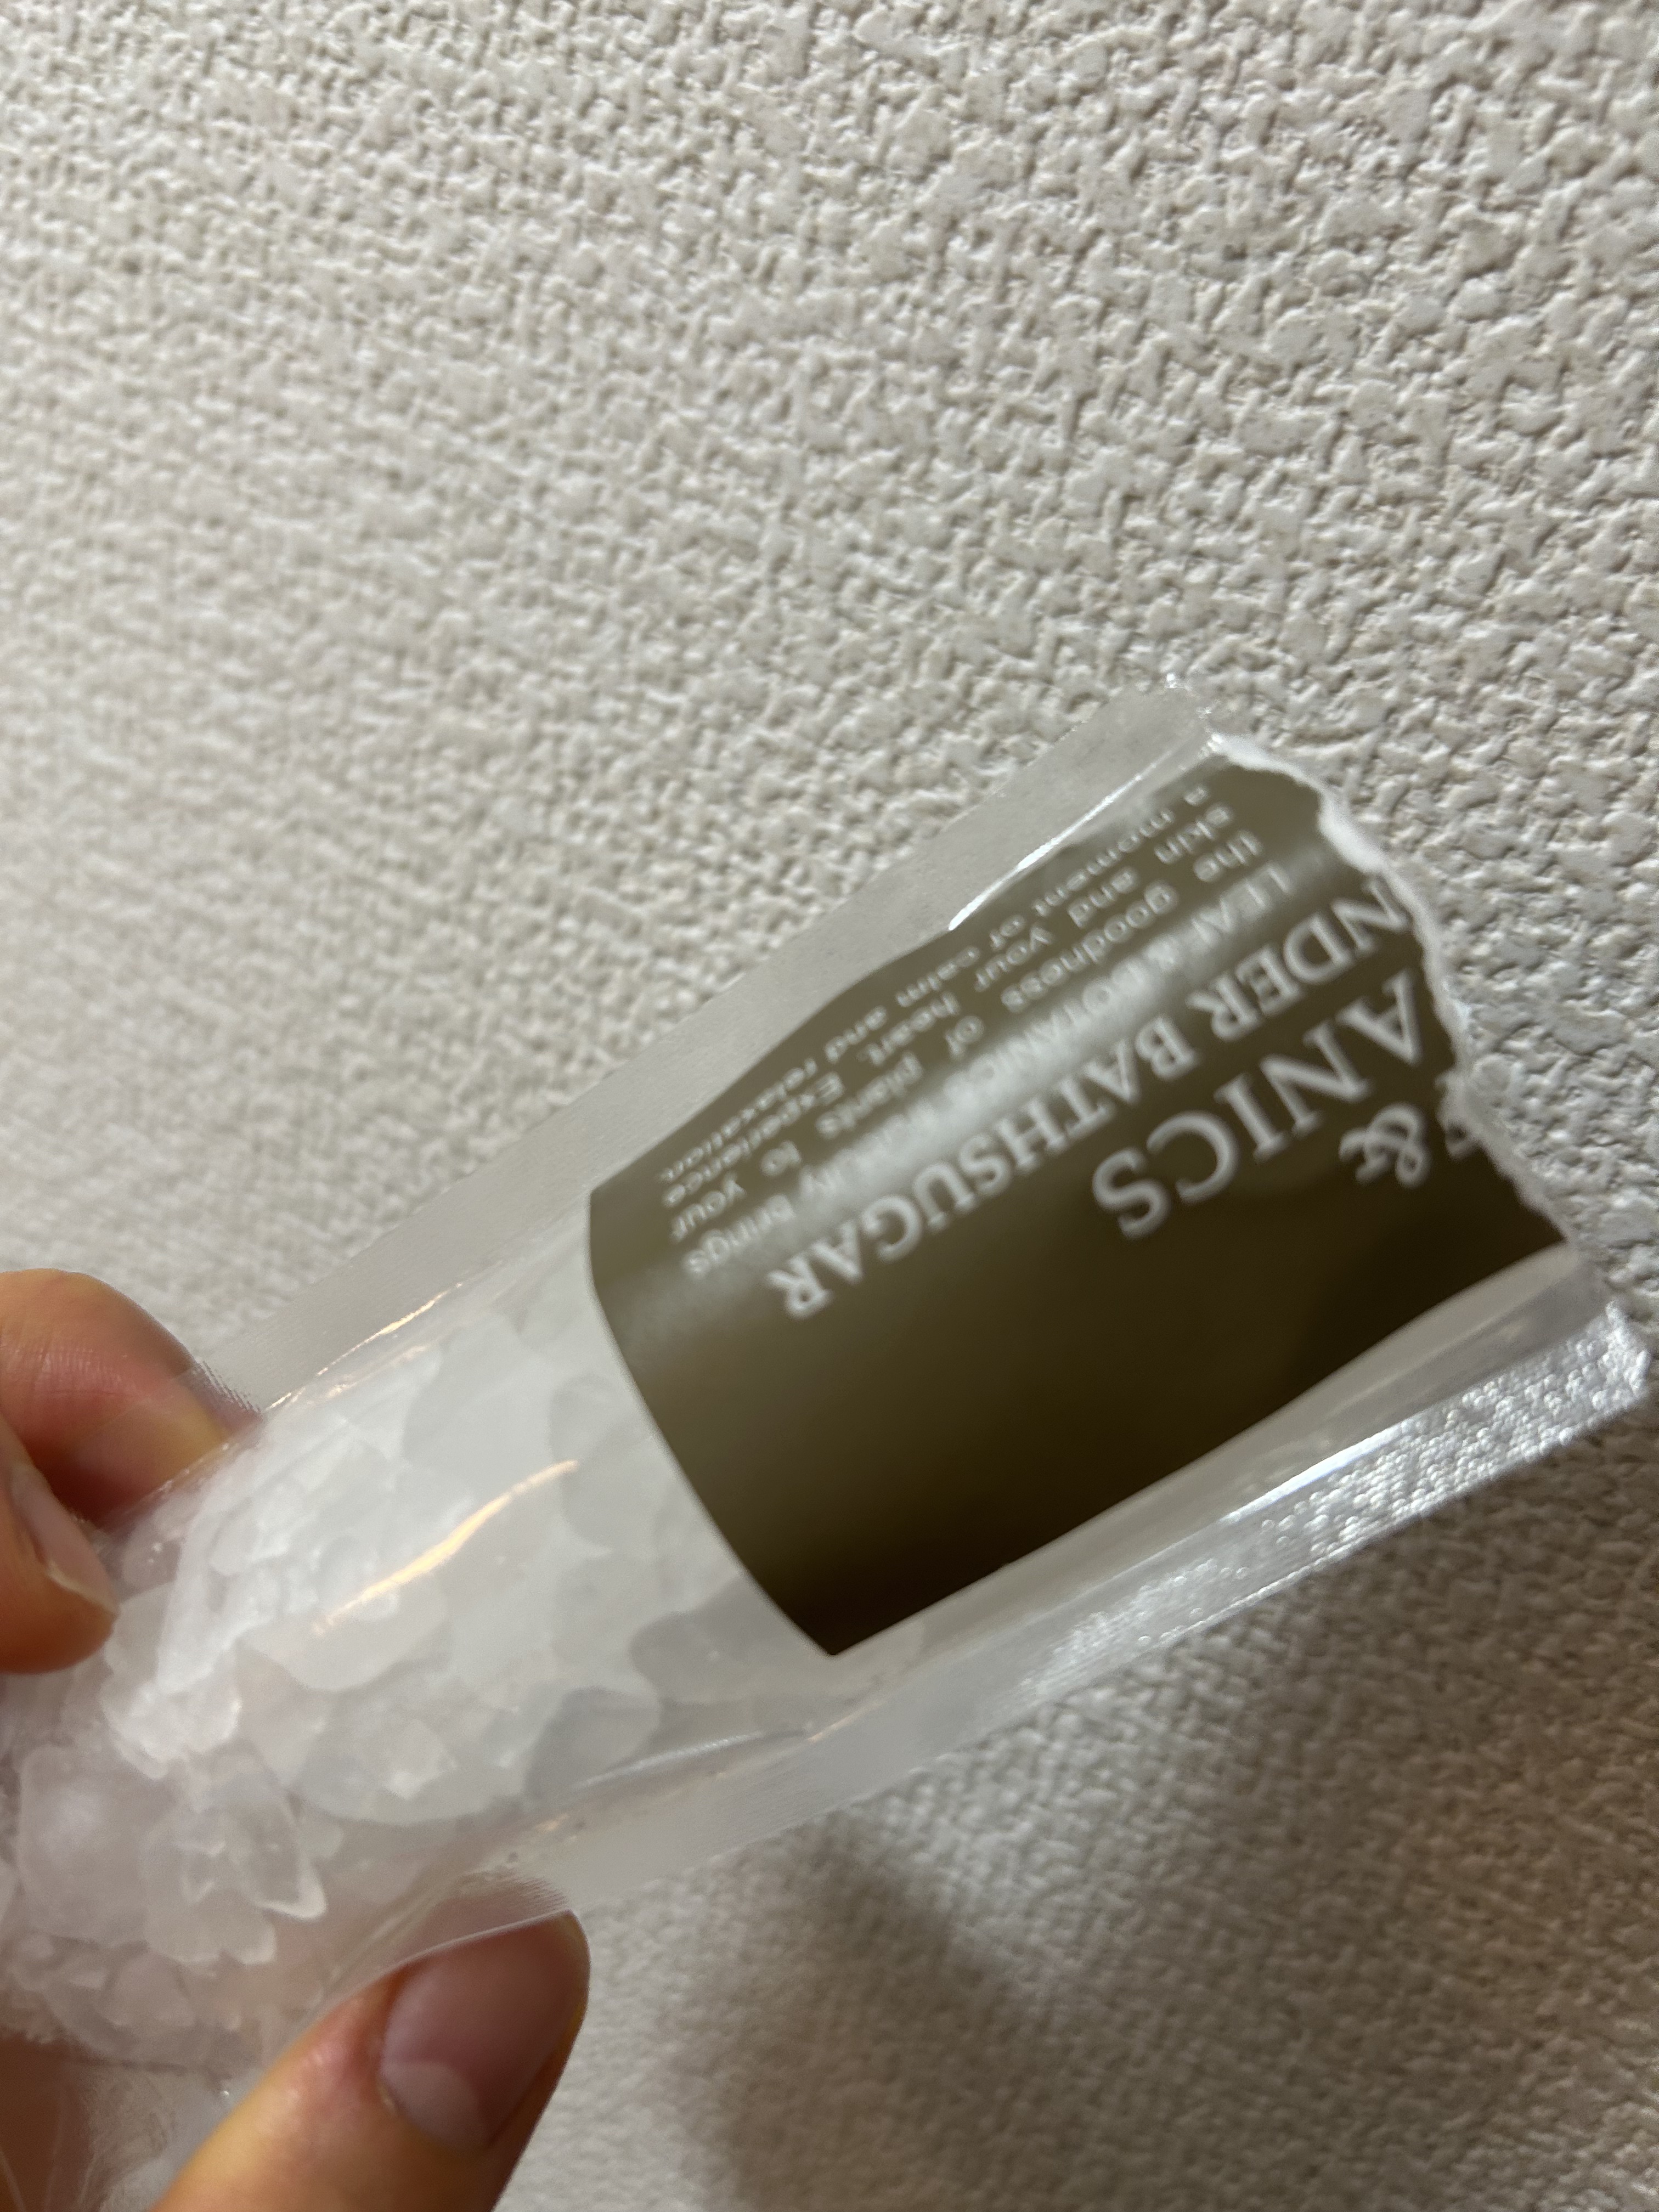 &
ANICS
NDER BATHSUGAR
LEAF & BOTANICS
brings
the goodness of plants to your
skin and your heart. Experience
a moment of calm and relaxation.